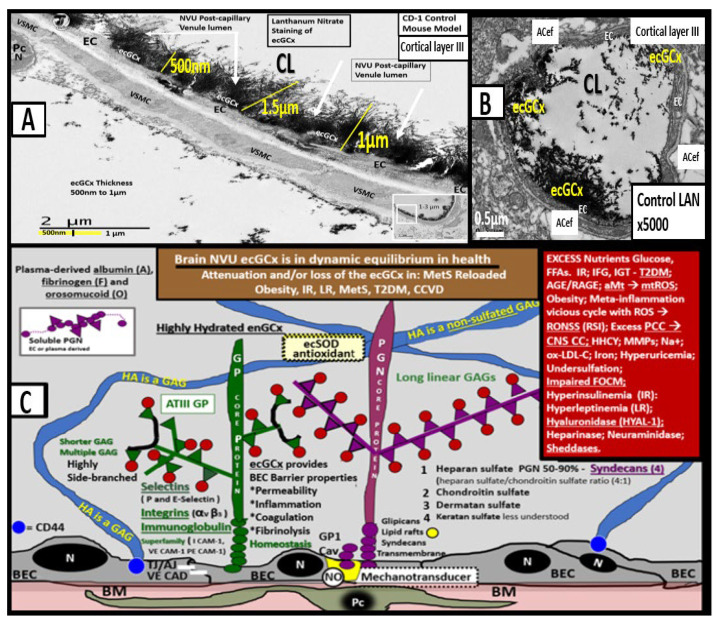 NVU Post-capillary
Venule lumen
Lanthanum Nitrate
Staining of
ecGCx
CD-1 Control
Mouse Model
Cortical layer III
VSMC
EC
Pc
N
500nm
ecGCx
CL
NVU Post-capillary
Venule lumen
ecGCx
1.5µm
EC
VSMC
ecGCx
1µm
A
EC
VSMC
EC
ecGCx Thickness
500nm to 1µm
VSMC
1-3 µm
2 µm
500nm 1 µm
ACef
EC
Cortical layer III
ecGCx
CL
B
ecGCx
EC
ACef
ecGCx
EC
0.5µm
ACef
Control LAN
x5000
Plasma-derived albumin (A),
fibrinogen (F) and
orosomucoid (O)
Soluble PGN
EC or plasma derived
Brain NVU ecGCx is in dynamic equilibrium in health
Attenuation and/or loss of the ecGCx in: MetS Reloaded
Obesity, IR, LR, MetS, T2DM, CCVD
Highly Hydrated enGCx
ecSOD
antioxidant
HA is a non-sulfated GAG
EXCESS Nutrients Glucose,
FFAs. IR; IFG, IGT - T2DM;
AGE/RAGE; aMt → mtROS;
Obesity; Meta-inflammation
vicious cycle with ROS →
RONSS (RSI); Excess PCC →
CNS CC; HHCY; MMPs; Na+;
ox-LDL-C; Iron; Hyperuricemia;
Undersulfation;
Impaired FOCM;
Hyperinsulinemia (IR):
Hyperleptinemia (LR);
Hyaluronidase (HYAL-1);
Heparinase; Neuraminidase;
Sheddases.
HA is a GAG
GP CORE PROTEIN
PGN CORE PROTEIN
Long linear GAGs
C
ATIII GP
Shorter GAG
Multiple GAG
Highly
Side-branched
Selectins
( P and E-Selectin )
Integrins (αv β3 )
Immunoglobulin
Superfamily ( I CAM-1,
VE CAM-1 PE CAM-1)
ecGCx provides
BEC Barrier properties
*Permeability
*Inflammation
*Coagulation
*Fibrinolysis
Homeostasis
1 Heparan sulfate PGN 50-90% - Syndecans (4)
(heparan sulfate/chondroitin sulfate ratio (4:1)
2 Chondroitin sulfate
3 Dermatan sulfate
4 Keratan sulfate less understood
Glipicans
Lipid rafts
Syndecans
Transmembrane
GP1
Cav
HA is a GAG
= CD44
N
TJ/AJ
VE CAD
N
NO
Mechanotransducer
N
N
BEC
BEC
BEC
BEC
BM
Pc
BM